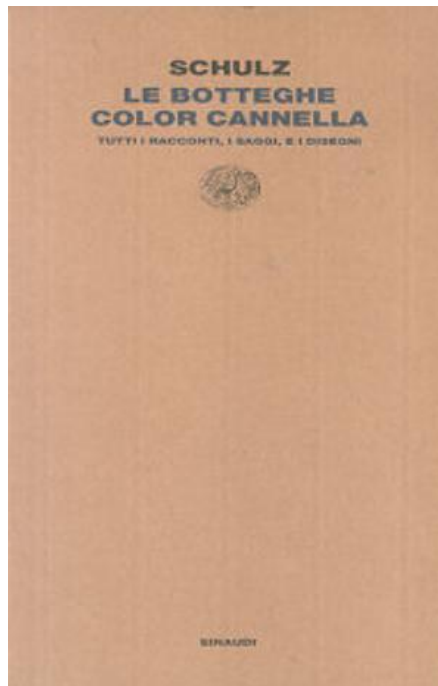 SCHULZ
LE BOTTEGHE
COLOR CANNELLA
TUTTI I RACCONTI, I SAGGI, E I DISEGNI
EINAUDI